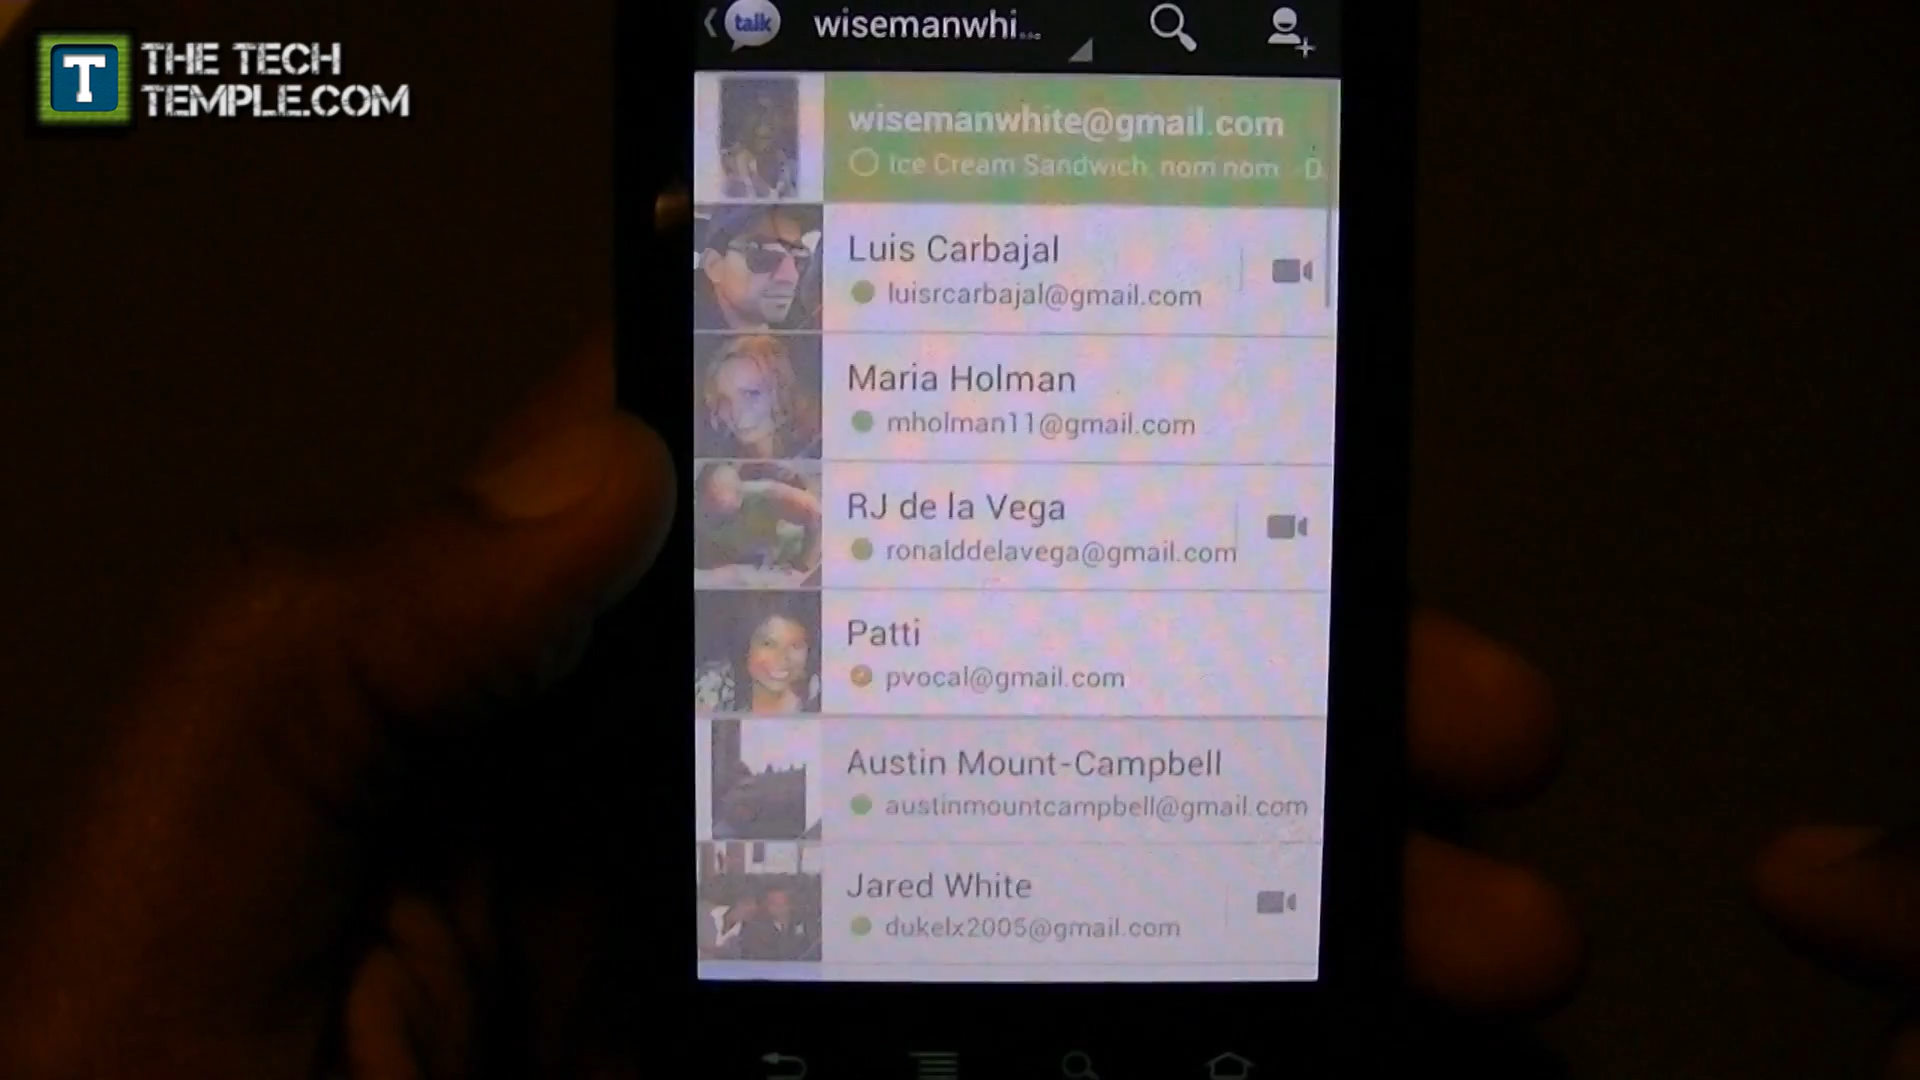 T THE TECH
TEMPLE.COM
talk wisemanwhi...
wisemanwhite@gmail.com
Ice Cream Sandwich, nom nom :-D
Luis Carbajal
luisrcarbajal@gmail.com
Maria Holman
mholman11@gmail.com
RJ de la Vega
ronalddelavega@gmail.com
Patti
pvocal@gmail.com
Austin Mount-Campbell
austinmountcampbell@gmail.com
Jared White
dukelx2005@gmail.com